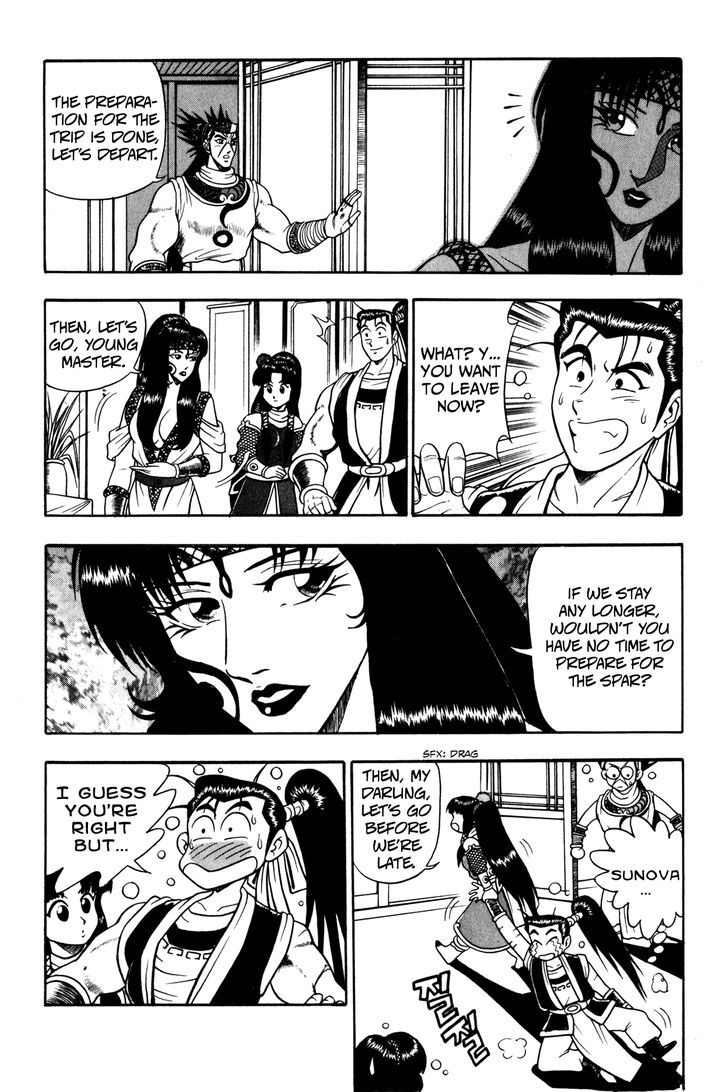 THE PREPARA-
TION FOR THE
TRIP IS DONE,
LET'S DEPART.
THEN, LET'S
GO, YOUNG
MASTER.
WHAT? Y...
YOU WANT
TO LEAVE
NOW?
IF WE STAY
ANY LONGER,
WOULDN'T YOU
HAVE NO TIME TO
PREPARE FOR
THE SPAR?
I GUESS
YOU'RE
RIGHT
BUT...
SFX: DRAG
THEN, MY
DARLING,
LET'S GO
BEFORE
WE'RE
LATE.
SUNOVA
...
질질